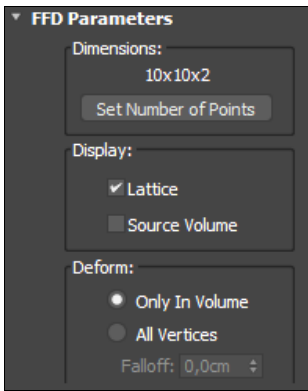 FFD Parameters
Dimensions:
10x10x2
Set Number of Points
Display:
Lattice
Source Volume
Deform:
Only In Volume
All Vertices
Falloff: 0,0cm